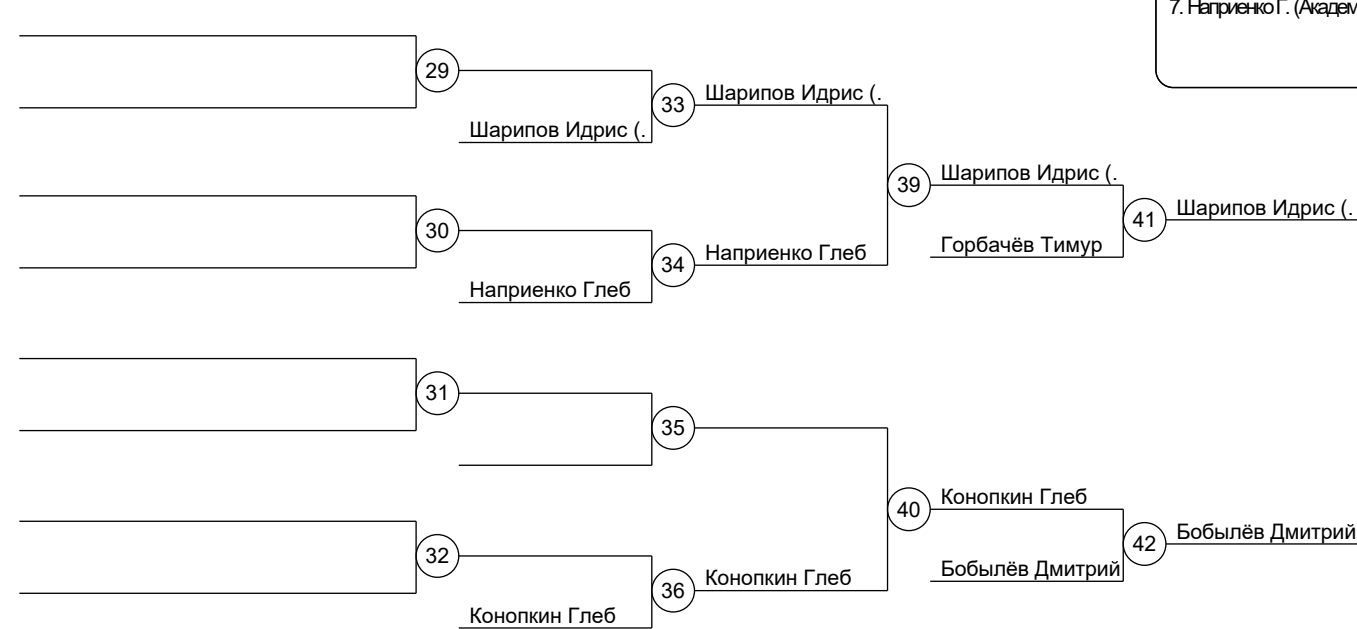 7. Наприенко Г. (Академ
29
33
Шарипов Идрис (.
Шарипов Идрис (.
39
Шарипов Идрис (.
41
Шарипов Идрис (.
30
34
Наприенко Глеб
Горбачёв Тимур
Наприенко Глеб
31
35
40
Конопкин Глеб
42
Бобылёв Дмитрий
32
36
Конопкин Глеб
Бобылёв Дмитрий
Конопкин Глеб